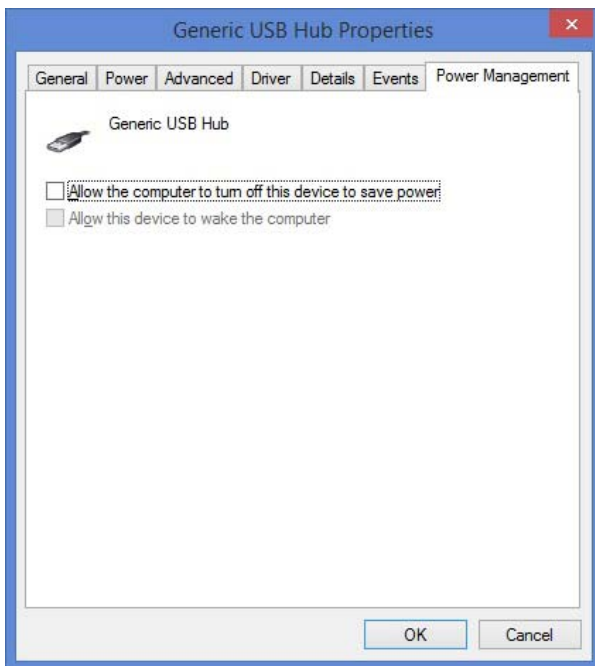 Generic USB Hub Properties
General Power Advanced Driver Details Events Power Management
Generic USB Hub
Allow the computer to turn off this device to save power
Allow this device to wake the computer
OK Cancel